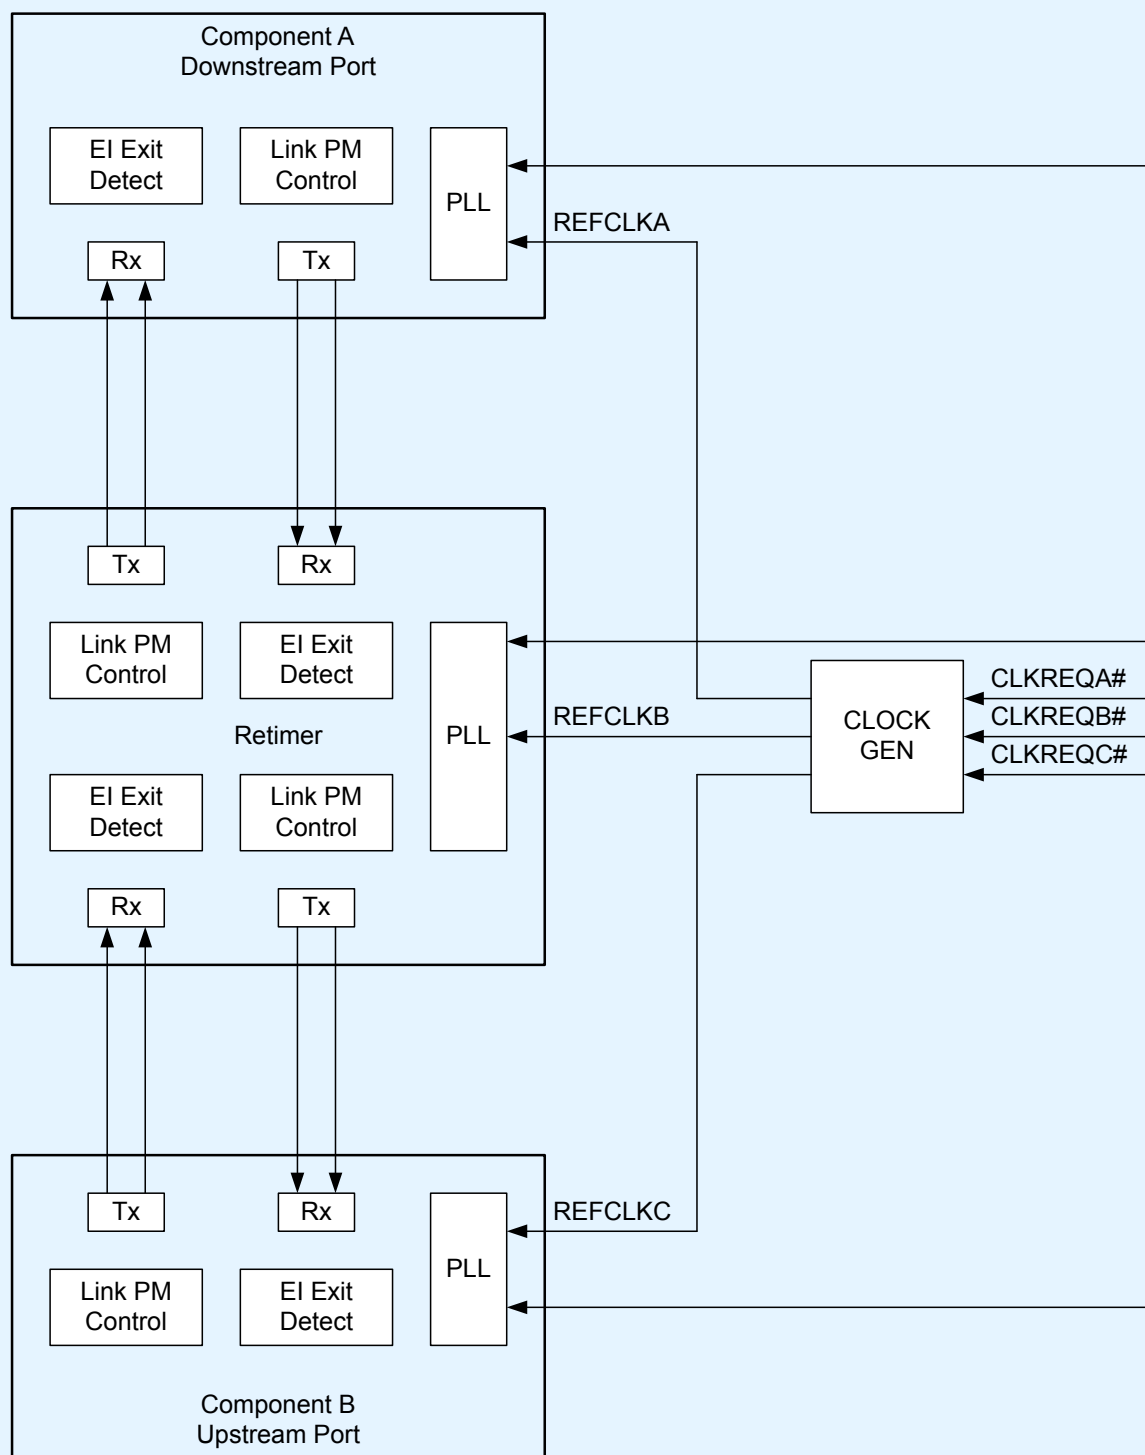 Component A
Downstream Port
EI Exit
Detect
Link PM
Control
PLL
REFCLKA
Rx
Tx
Tx
Rx
Link PM
Control
EI Exit
Detect
PLL
Retimer
REFCLKB
CLOCK
GEN
CLKREQA#
CLKREQB#
CLKREQC#
EI Exit
Detect
Link PM
Control
Rx
Tx
Tx
Rx
REFCLKC
PLL
Link PM
Control
EI Exit
Detect
Component B
Upstream Port